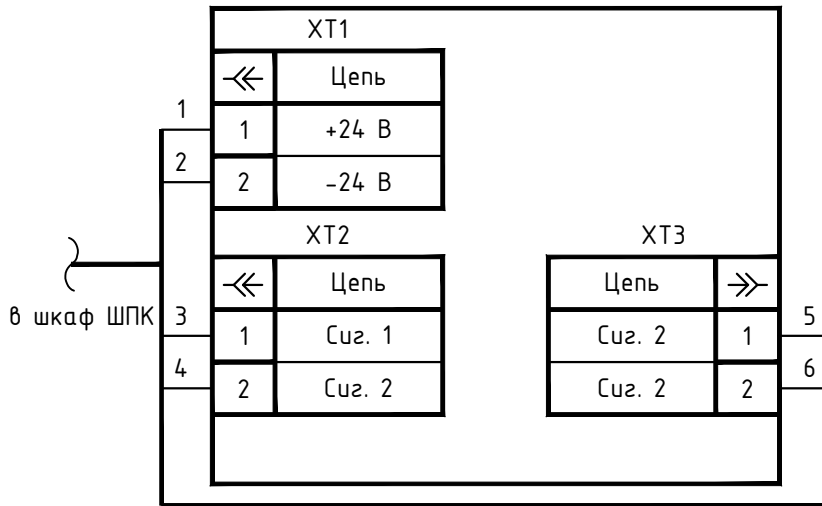 XT1
Цепь
1
1
+24 В
2
2
-24 В
XT2
Цепь
в шкаф ШПК
3
1
Сиг. 1
4
2
Сиг. 2
XT3
Цепь
Сиг. 2
1
5
Сиг. 2
2
6